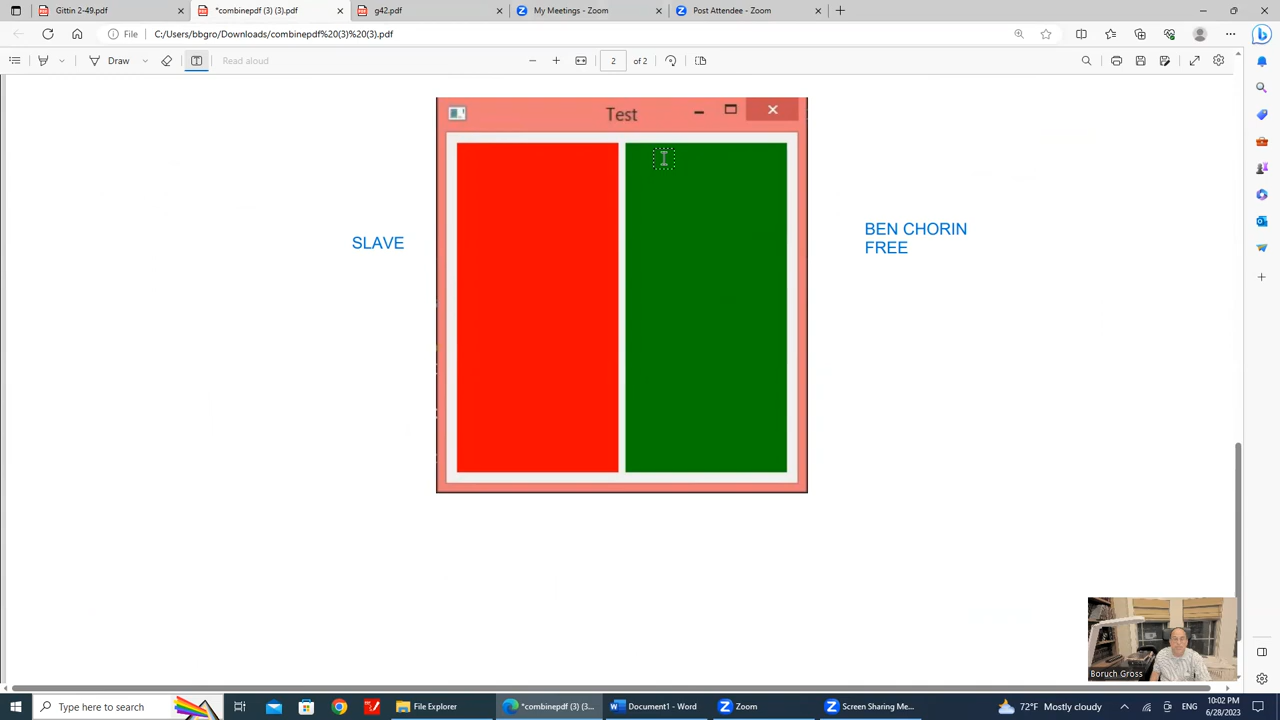 Gittin 2-49.pdf
*combinepdf (3) (3).pdf
g42.pdf
My Meetings - Zoom
Post Attendee - Zoom
File
C:/Users/bbgro/Downloads/combinepdf%20(3)%20(3).pdf
Draw
Read aloud
2
of 2
Test
SLAVE
BEN CHORIN
FREE
Boruch Gross
Type here to search
File Explorer
*combinepdf (3) (3...
Document1 - Word
Zoom
Screen Sharing Me...
72°F Mostly cloudy
ENG
10:02 PM
6/28/2023